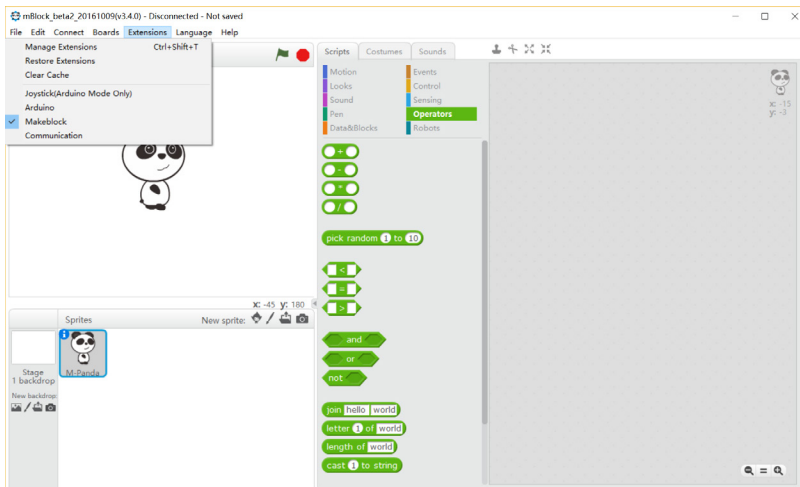 mBlock_beta2_20161009(v3.4.0) - Disconnected - Not saved
File Edit Connect Boards Extensions Language Help
Manage Extensions Ctrl+Shift+T
Restore Extensions
Clear Cache
Joystick(Arduino Mode Only)
Arduino
Makeblock
Communication
x: -45 y: 180
Sprites New sprite:
Stage
1 backdrop
New backdrop
M-Panda
Scripts Costumes Sounds
Motion Events
Looks Control
Sound Sensing
Pen Operators
Data&Blocks Robots
+
-
*
/
pick random 1 to 10
<
=
>
and
or
not
join hello world
letter 1 of world
length of world
cast 1 to string
x: -15
y: -3